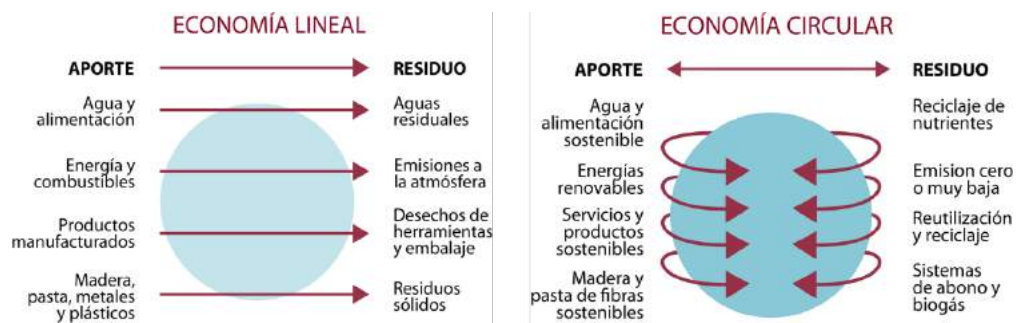 ECONOMÍA LINEAL
APORTE
RESIDUO
Agua y
alimentación
Aguas
residuales
Energía y
combustibles
Emisiones a
la atmósfera
Productos
manufacturados
Desechos de
herramientas
y embalaje
Madera,
pasta, metales
y plásticos
Residuos
sólidos
ECONOMÍA CIRCULAR
APORTE
RESIDUO
Agua y
alimentación
sostenible
Reciclaje de
nutrientes
Energías
renovables
Emision cero
o muy baja
Servicios y
productos
sostenibles
Reutilización
y reciclaje
Madera y
pasta de fibras
sostenibles
Sistemas
de abono y
biogás